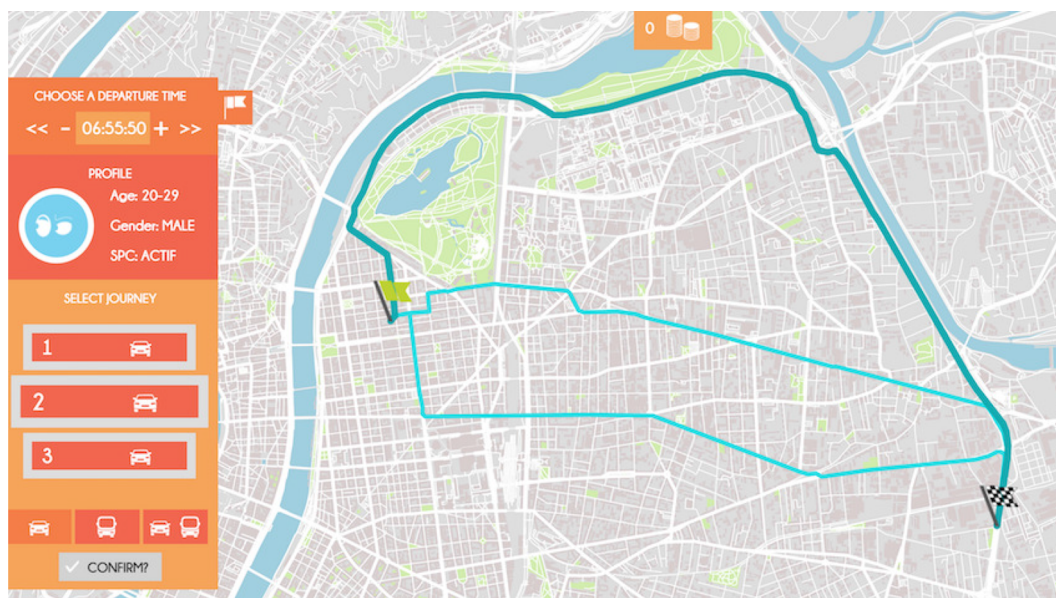 0
CHOOSE A DEPARTURE TIME
<< - 06:55:50 + >>
PROFILE
Age: 20-29
Gender: MALE
SPC: ACTIF
SELECT JOURNEY
1
2
3
CONFIRM?